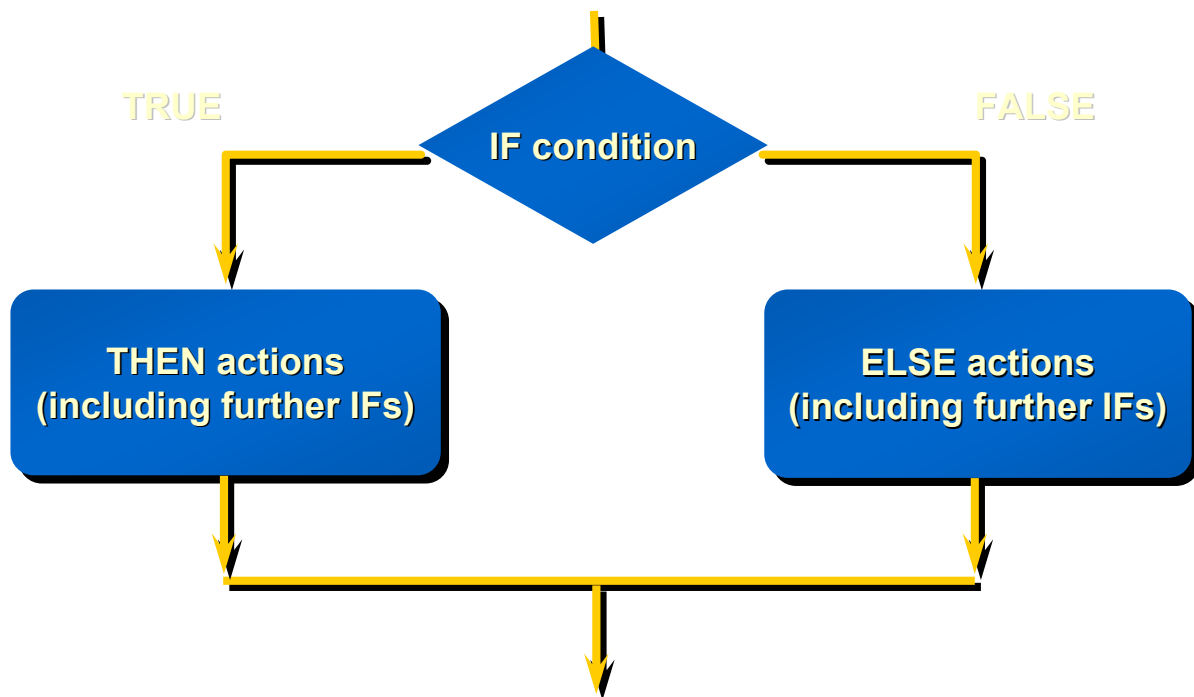 TRUE
FALSE
IF condition
THEN actions
(including further IFs)
ELSE actions
(including further IFs)